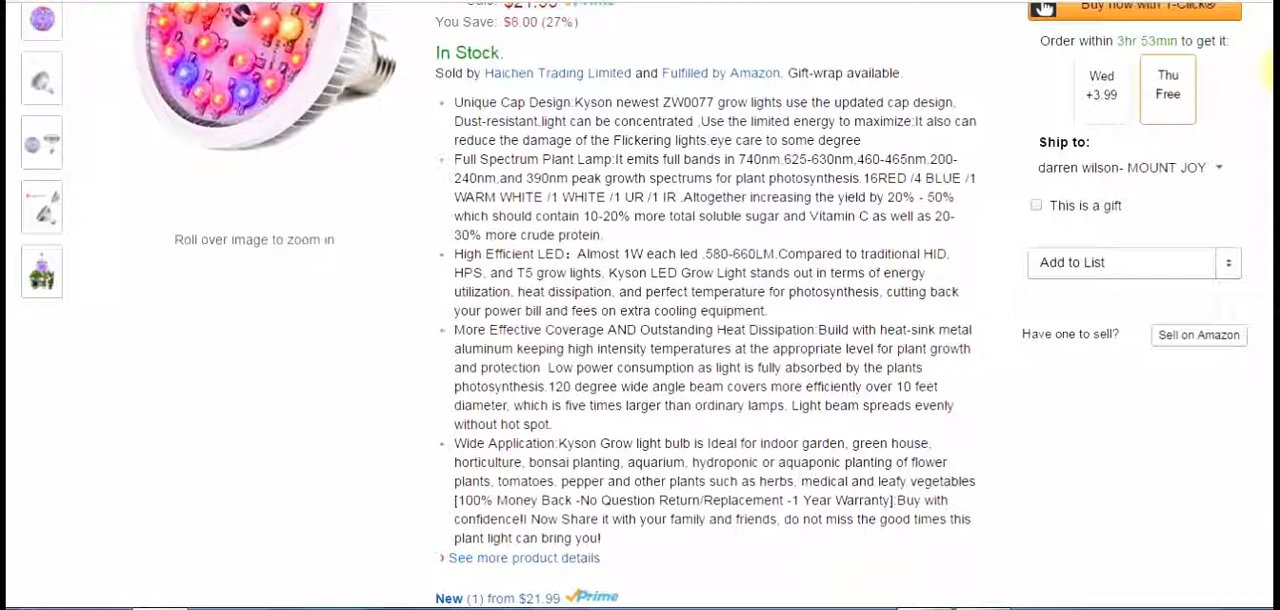 You Save: $8.00 (27%)
In Stock.
Sold by Haichen Trading Limited and Fulfilled by Amazon. Gift-wrap available.
Unique Cap Design:Kyson newest ZW0077 grow lights use the updated cap design,
Dust-resistant,light can be concentrated ,Use the limited energy to maximize:It also can
reduce the damage of the Flickering lights,eye care to some degree
Full Spectrum Plant Lamp:It emits full bands in 740nm,625-630nm,460-465nm,200-
240nm,and 390nm peak growth spectrums for plant photosynthesis.16RED /4 BLUE /1
WARM WHITE /1 WHITE /1 UR /1 IR .Altogether increasing the yield by 20% - 50%
which should contain 10-20% more total soluble sugar and Vitamin C as well as 20-
30% more crude protein.
High Efficient LED: Almost 1W each led .580-660LM.Compared to traditional HID,
HPS, and T5 grow lights, Kyson LED Grow Light stands out in terms of energy
utilization, heat dissipation, and perfect temperature for photosynthesis, cutting back
your power bill and fees on extra cooling equipment.
More Effective Coverage AND Outstanding Heat Dissipation:Build with heat-sink metal
aluminum keeping high intensity temperatures at the appropriate level for plant growth
and protection Low power consumption as light is fully absorbed by the plants
photosynthesis.120 degree wide angle beam covers more efficiently over 10 feet
diameter, which is five times larger than ordinary lamps. Light beam spreads evenly
without hot spot.
Wide Application:Kyson Grow light bulb is Ideal for indoor garden, green house,
horticulture, bonsai planting, aquarium, hydroponic or aquaponic planting of flower
plants, tomatoes, pepper and other plants such as herbs, medical and leafy vegetables
[100% Money Back -No Question Return/Replacement -1 Year Warranty]:Buy with
confidence!! Now Share it with your family and friends, do not miss the good times this
plant light can bring you!
› See more product details
New (1) from $21.99 Prime
Roll over image to zoom in
Buy now with 1-Click®
Order within 3hr 53min to get it:
Wed
+3.99
Thu
Free
Ship to:
darren wilson- MOUNT JOY
This is a gift
Add to List
Have one to sell?
Sell on Amazon